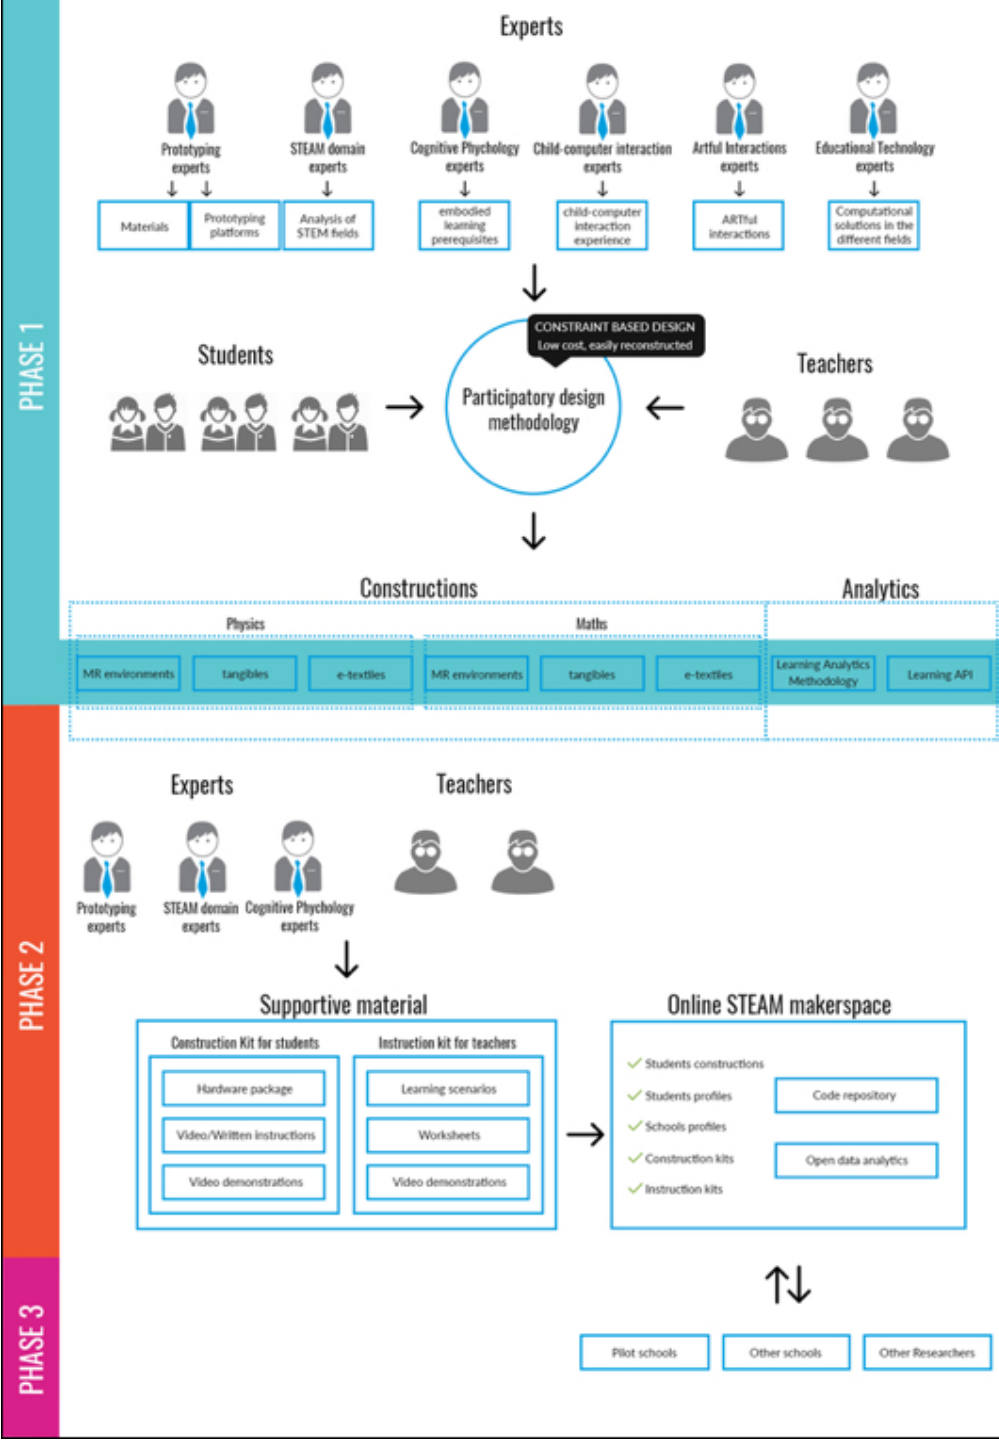 Experts
Prototyping
experts
STEAM domain
experts
Cognitive Phychology
experts
Child-computer interaction
experts
Artful Interactions
experts
Educational Technology
experts
Materials
Prototyping
platforms
Analysis of
STEM fields
embodied
learning
prerequisites
child-computer
interaction
experience
ARTful
interactions
Computational
solutions in the
different fields
PHASE 1
CONSTRAINT BASED DESIGN
Low cost, easily reconstructed
Students
Participatory design
methodology
Teachers
Constructions
Analytics
Physics
Maths
MR environments
tangibles
e-textiles
MR environments
tangibles
e-textiles
Learning Analytics
Methodology
Learning API
PHASE 2
Experts
Teachers
Prototyping
experts
STEAM domain
experts
Cognitive Phychology
experts
Supportive material
Construction Kit for students
Hardware package
Video/Written instructions
Video demonstrations
Instruction kit for teachers
Learning scenarios
Worksheets
Video demonstrations
Online STEAM makerspace
Students constructions
Students profiles
Schools profiles
Construction kits
Instruction kits
Code repository
Open data analytics
PHASE 3
Pilot schools
Other schools
Other Researchers